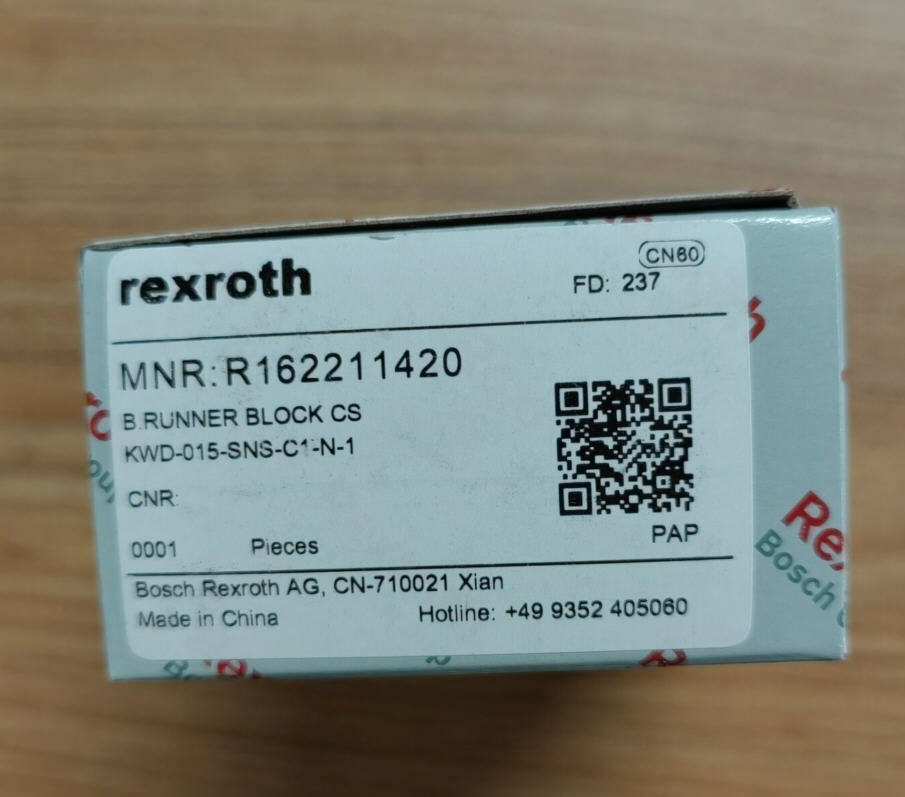 rexroth
CN60
FD: 237
MNR: R162211420
B.RUNNER BLOCK CS
KWD-015-SNS-C1-N-1
CNR:
0001 Pieces
PAP
Bosch Rexroth AG, CN-710021 Xian
Made in China
Hotline: +49 9352 405060
Bosch